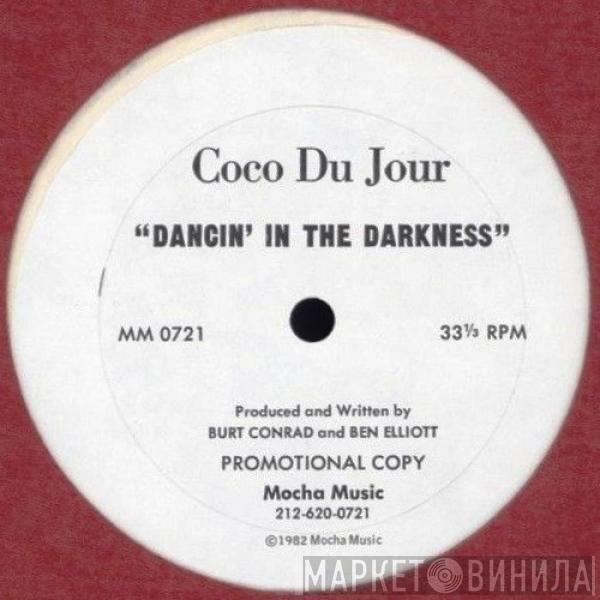 Coco Du Jour
“DANCIN’ IN THE DARKNESS”
MM 0721
33⅓ RPM
Produced and Written by
BURT CONRAD and BEN ELLIOTT
PROMOTIONAL COPY
Mocha Music
212-620-0721
©1982 Mocha Music
МАРКЕТ ВИНИЛА